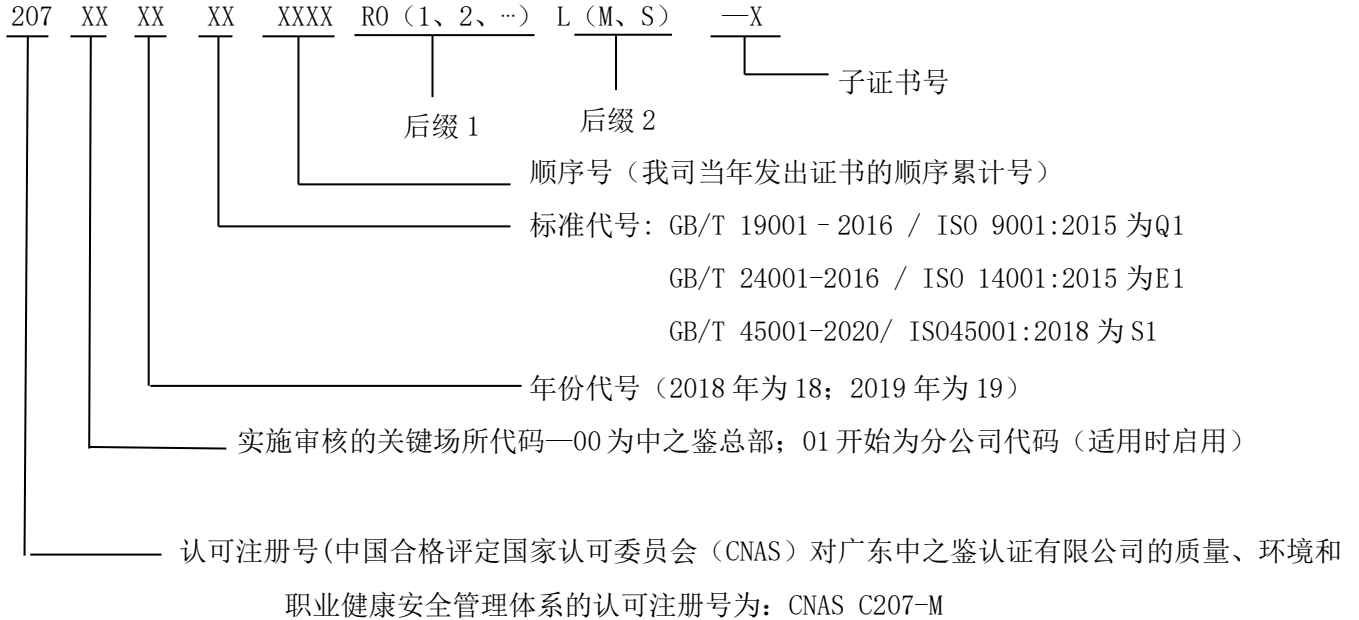 207 XX XX XX XXXX R0（1、2、…） L（M、S） —X
子证书号
后缀 1 后缀 2
顺序号（我司当年发出证书的顺序累计号）
标准代号: GB/T 19001–2016 / ISO 9001:2015 为Q1
GB/T 24001-2016 / ISO 14001:2015 为E1
GB/T 45001-2020/ ISO45001:2018 为 S1
年份代号（2018 年为 18；2019 年为 19）
实施审核的关键场所代码—00 为中之鉴总部；01 开始为分公司代码（适用时启用）
认可注册号(中国合格评定国家认可委员会（CNAS）对广东中之鉴认证有限公司的质量、环境和
职业健康安全管理体系的认可注册号为: CNAS C207-M